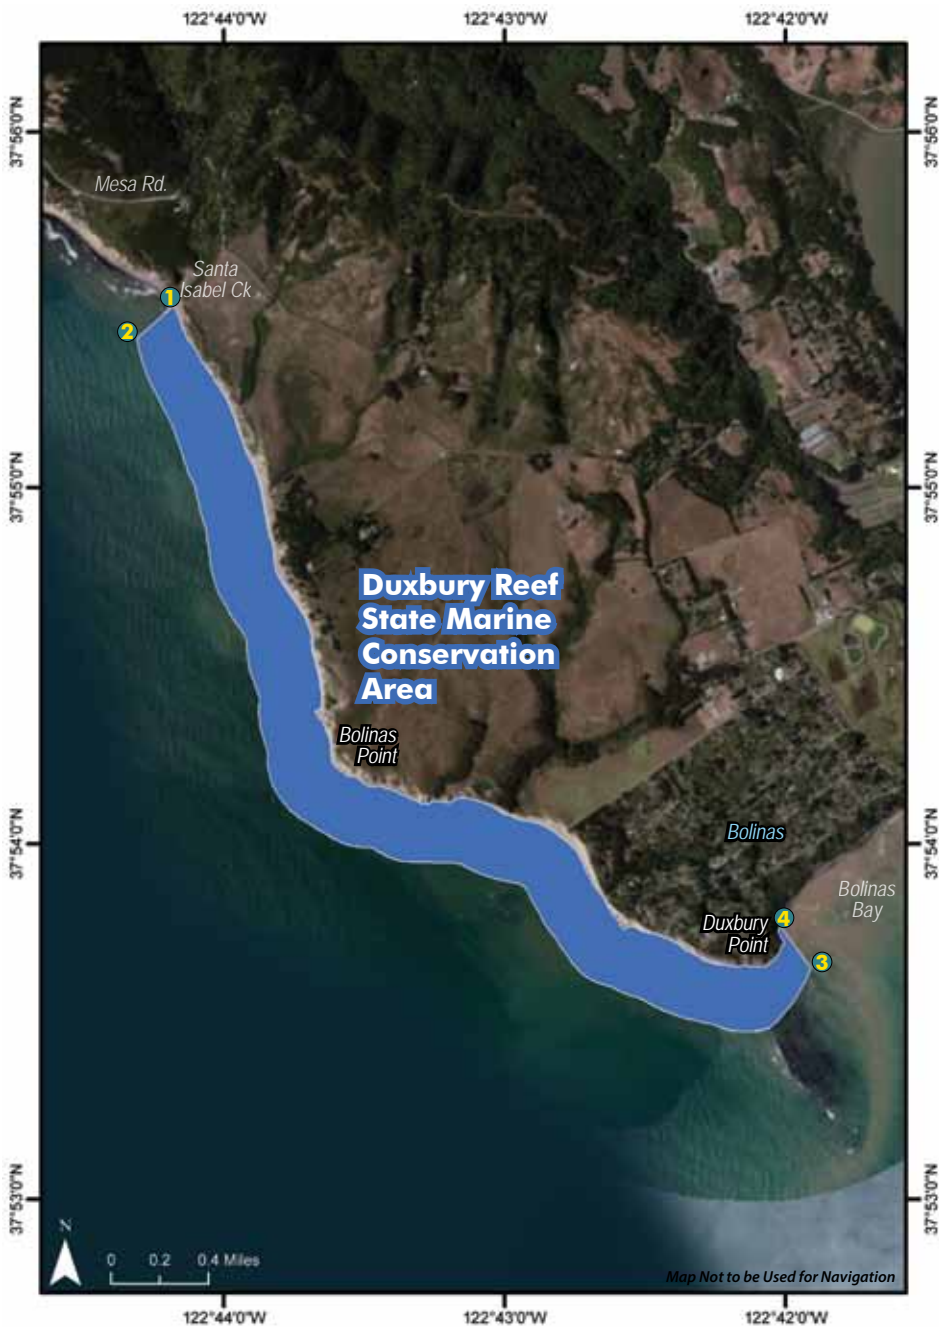 122°44'0"W
122°43'0"W
122°42'0"W
37°56'0"N
37°56'0"N
Mesa Rd.
Santa
Isabel Ck
1
2
37°55'0"N
37°55'0"N
Duxbury Reef
State Marine
Conservation
Area
Bolinas
Point
37°54'0"N
37°54'0"N
Bolinas
Bolinas
Bay
4
Duxbury
Point
3
37°53'0"N
37°53'0"N
N
0 0.2 0.4 Miles
Map Not to be Used for Navigation
122°44'0"W
122°43'0"W
122°42'0"W